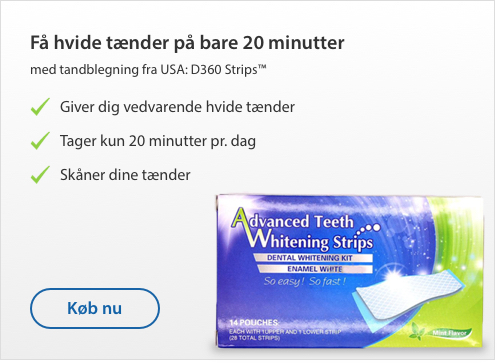 Få hvide tænder på bare 20 minutter
med tandblegning fra USA: D360 Strips™
Giver dig vedvarende hvide tænder
Tager kun 20 minutter pr. dag
Skåner dine tænder
Advanced Teeth
Whitening Strips
DENTAL WHITENING KIT
ENAMEL WHITE
So easy! So fast!
14 POUCHES
EACH WITH 1 UPPER AND 1 LOWER STRIP
(28 TOTAL STRIPS)
Mint Flavor
Køb nu